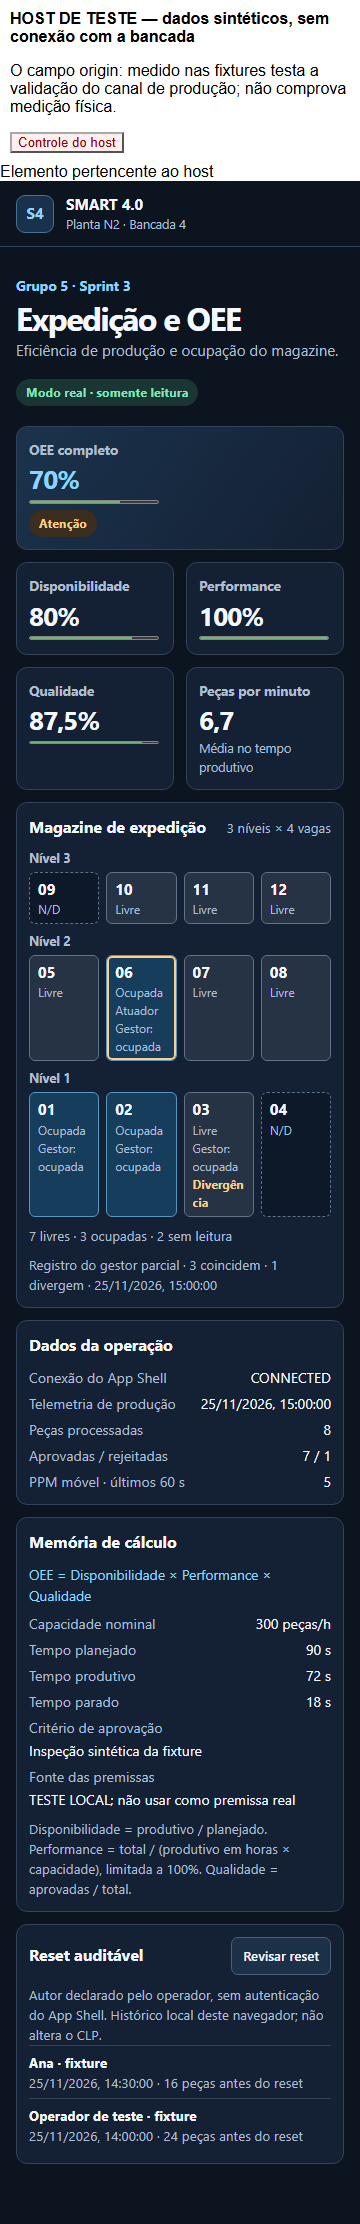 HOST DE TESTE — dados sintéticos, sem
conexão com a bancada
O campo origin: medido nas fixtures testa a
validação do canal de produção; não comprova
medição física.
Controle do host
Elemento pertencente ao host
S4
SMART 4.0
Planta N2 · Bancada 4
Grupo 5 · Sprint 3
Expedição e OEE
Eficiência de produção e ocupação do magazine.
Modo real · somente leitura
OEE completo
70%
Atenção
Disponibilidade
80%
Performance
100%
Qualidade
87,5%
Peças por minuto
6,7
Média no tempo
produtivo
Magazine de expedição
3 níveis × 4 vagas
Nível 3
09
N/D
10
Livre
11
Livre
12
Livre
Nível 2
05
Livre
06
Ocupada
Atuador
Gestor:
ocupada
07
Livre
08
Livre
Nível 1
01
Ocupada
Gestor:
ocupada
02
Ocupada
Gestor:
ocupada
03
Livre
Gestor:
ocupada
Divergên
cia
04
N/D
7 livres · 3 ocupadas · 2 sem leitura
Registro do gestor parcial · 3 coincidem · 1
divergem · 25/11/2026, 15:00:00
Dados da operação
Conexão do App Shell CONNECTED
Telemetria de produção 25/11/2026, 15:00:00
Peças processadas 8
Aprovadas / rejeitadas 7 / 1
PPM móvel · últimos 60 s 5
Memória de cálculo
OEE = Disponibilidade × Performance ×
Qualidade
Capacidade nominal 300 peças/h
Tempo planejado 90 s
Tempo produtivo 72 s
Tempo parado 18 s
Critério de aprovação
Inspeção sintética da fixture
Fonte das premissas
TESTE LOCAL; não usar como premissa real
Disponibilidade = produtivo / planejado.
Performance = total / (produtivo em horas ×
capacidade), limitada a 100%. Qualidade =
aprovadas / total.
Reset auditável
Revisar reset
Autor declarado pelo operador, sem autenticação
do App Shell. Histórico local deste navegador; não
altera o CLP.
Ana · fixture
25/11/2026, 14:30:00 · 16 peças antes do reset
Operador de teste · fixture
25/11/2026, 14:00:00 · 24 peças antes do reset